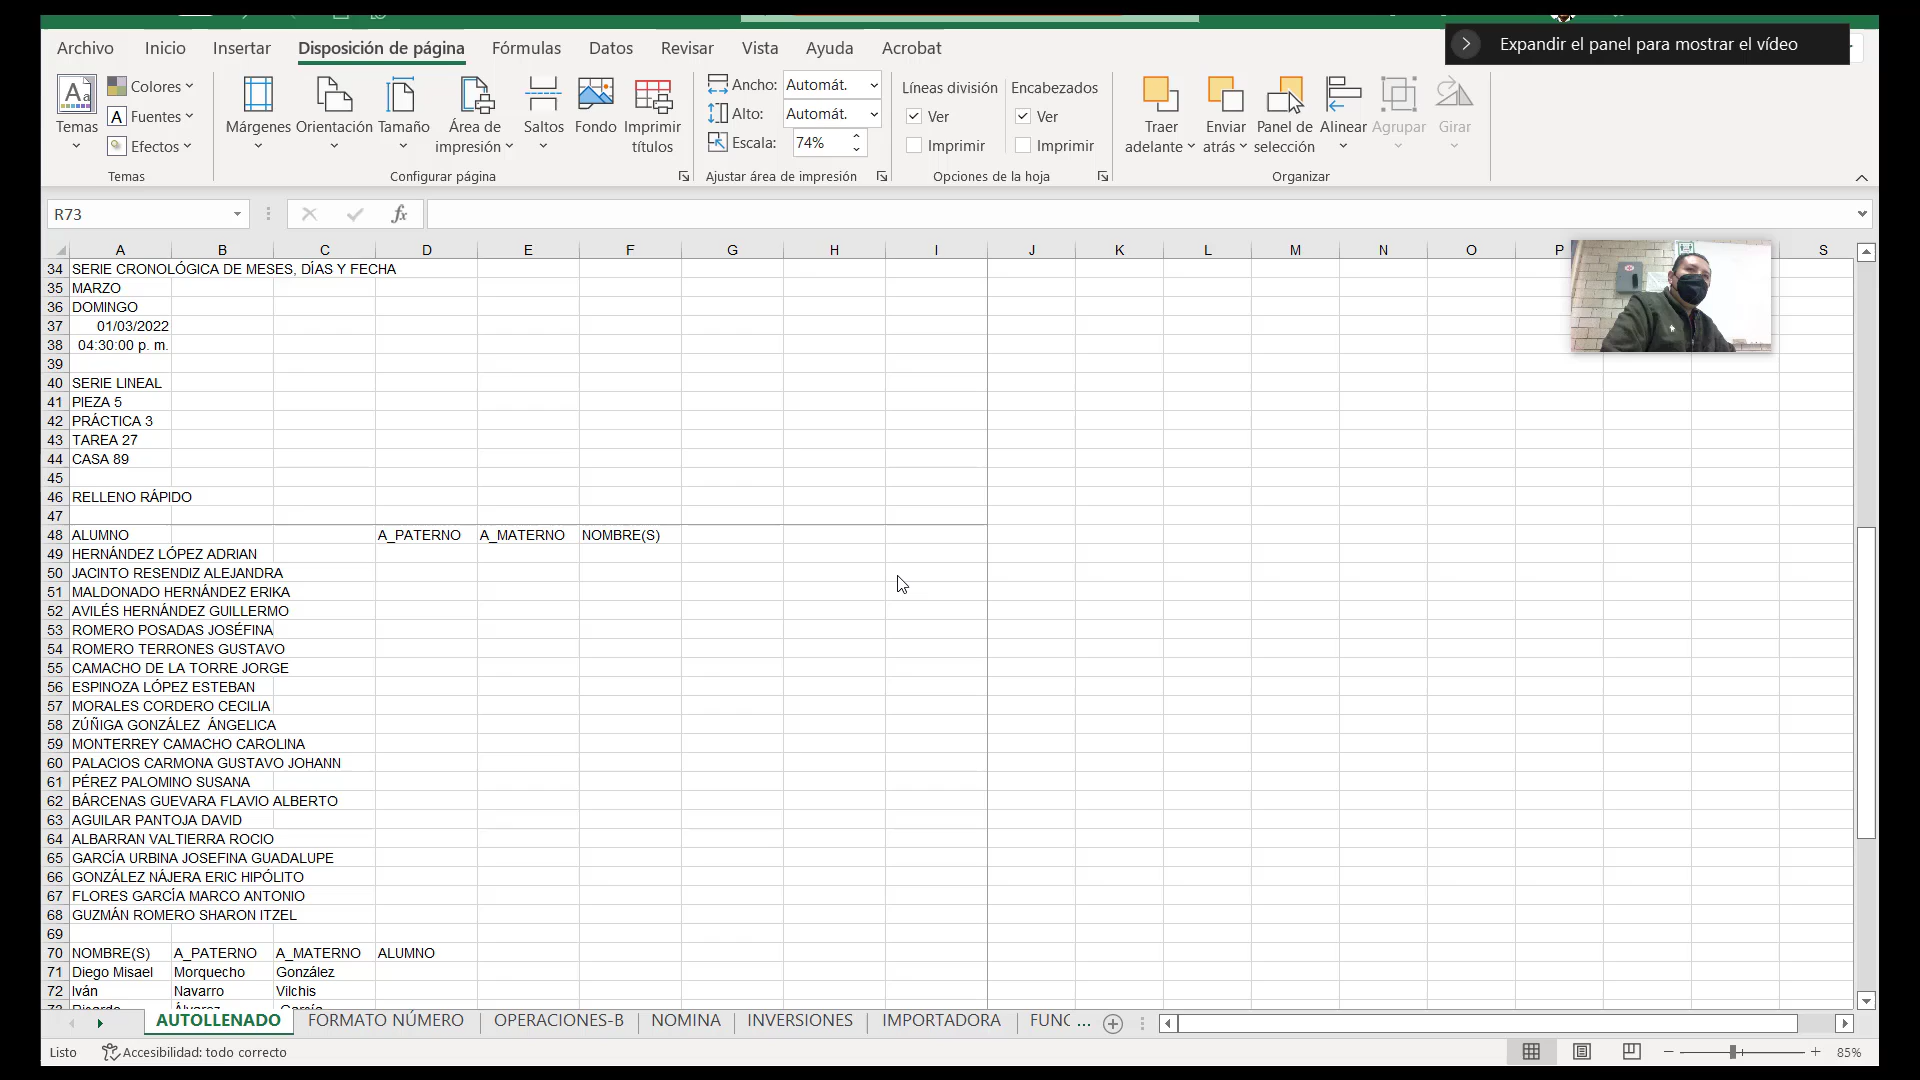 Archivo Inicio Insertar Disposición de página Fórmulas Datos Revisar Vista Ayuda Acrobat
Expandir el panel para mostrar el vídeo
Temas
Colores
Fuentes
Efectos
Temas
Márgenes
Orientación
Tamaño
Área de impresión
Saltos
Fondo
Imprimir títulos
Configurar página
Ancho: Automát.
Alto: Automát.
Escala: 74%
Ajustar área de impresión
Líneas división
Ver
Imprimir
Encabezados
Ver
Imprimir
Opciones de la hoja
Traer adelante
Enviar atrás
Panel de selección
Alinear
Agrupar
Girar
Organizar
R73
fx
A B C D E F G H I J K L M N O P S
34 SERIE CRONOLÓGICA DE MESES, DÍAS Y FECHA
35 MARZO
36 DOMINGO
37 01/03/2022
38 04:30:00 p. m.
39
40 SERIE LINEAL
41 PIEZA 5
42 PRÁCTICA 3
43 TAREA 27
44 CASA 89
45
46 RELLENO RÁPIDO
47
48 ALUMNO A_PATERNO A_MATERNO NOMBRE(S)
49 HERNÁNDEZ LÓPEZ ADRIAN
50 JACINTO RESENDIZ ALEJANDRA
51 MALDONADO HERNÁNDEZ ERIKA
52 AVILÉS HERNÁNDEZ GUILLERMO
53 ROMERO POSADAS JOSÉFINA
54 ROMERO TERRONES GUSTAVO
55 CAMACHO DE LA TORRE JORGE
56 ESPINOZA LÓPEZ ESTEBAN
57 MORALES CORDERO CECILIA
58 ZÚÑIGA GONZÁLEZ  ÁNGELICA
59 MONTERREY CAMACHO CAROLINA
60 PALACIOS CARMONA GUSTAVO JOHANN
61 PÉREZ PALOMINO SUSANA
62 BÁRCENAS GUEVARA FLAVIO ALBERTO
63 AGUILAR PANTOJA DAVID
64 ALBARRAN VALTIERRA ROCIO
65 GARCÍA URBINA JOSEFINA GUADALUPE
66 GONZÁLEZ NÁJERA ERIC HIPÓLITO
67 FLORES GARCÍA MARCO ANTONIO
68 GUZMÁN ROMERO SHARON ITZEL
69
70 NOMBRE(S) A_PATERNO A_MATERNO ALUMNO
71 Diego Misael Morquecho González
72 Iván Navarro Vilchis
AUTOLLENADO FORMATO NÚMERO OPERACIONES-B NOMINA INVERSIONES IMPORTADORA FUNC ...
Listo Accesibilidad: todo correcto 85%